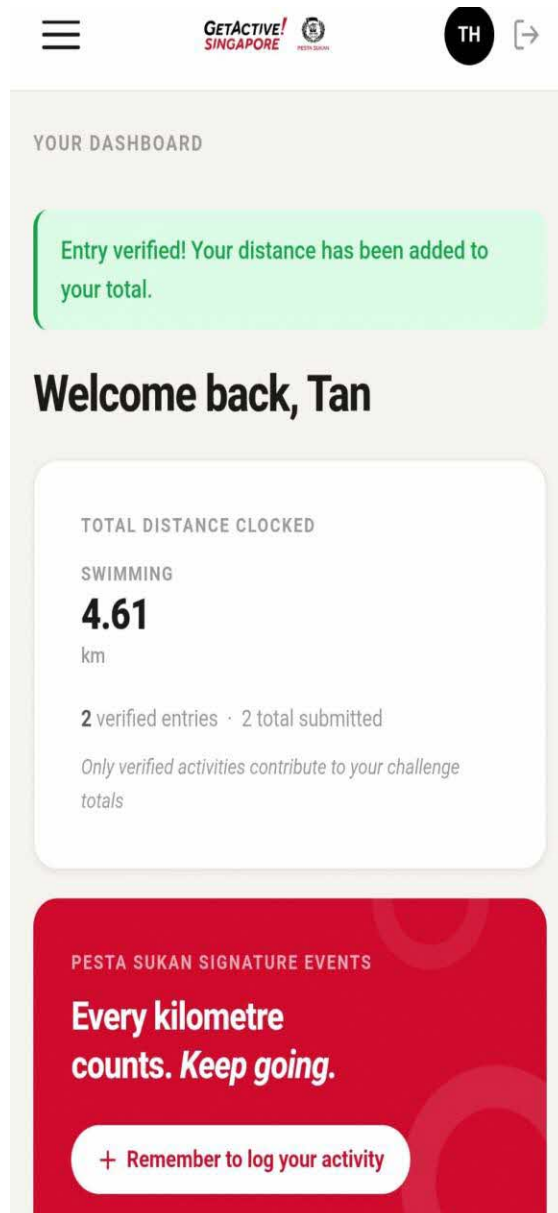 GETACTIVE!
SINGAPORE
PESTA SUKAN
TH
YOUR DASHBOARD
Entry verified! Your distance has been added to
your total.
Welcome back, Tan
TOTAL DISTANCE CLOCKED
SWIMMING
4.61
km
2 verified entries · 2 total submitted
Only verified activities contribute to your challenge
totals
PESTA SUKAN SIGNATURE EVENTS
Every kilometre
counts. Keep going.
+ Remember to log your activity